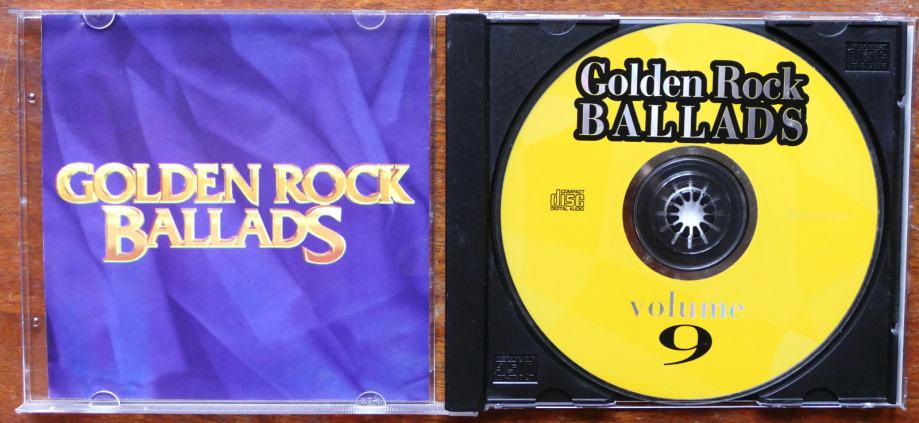 GOLDEN ROCK
BALLADS
Golden Rock
BALLADS
COMPACT
disc
DIGITAL AUDIO
volume
9